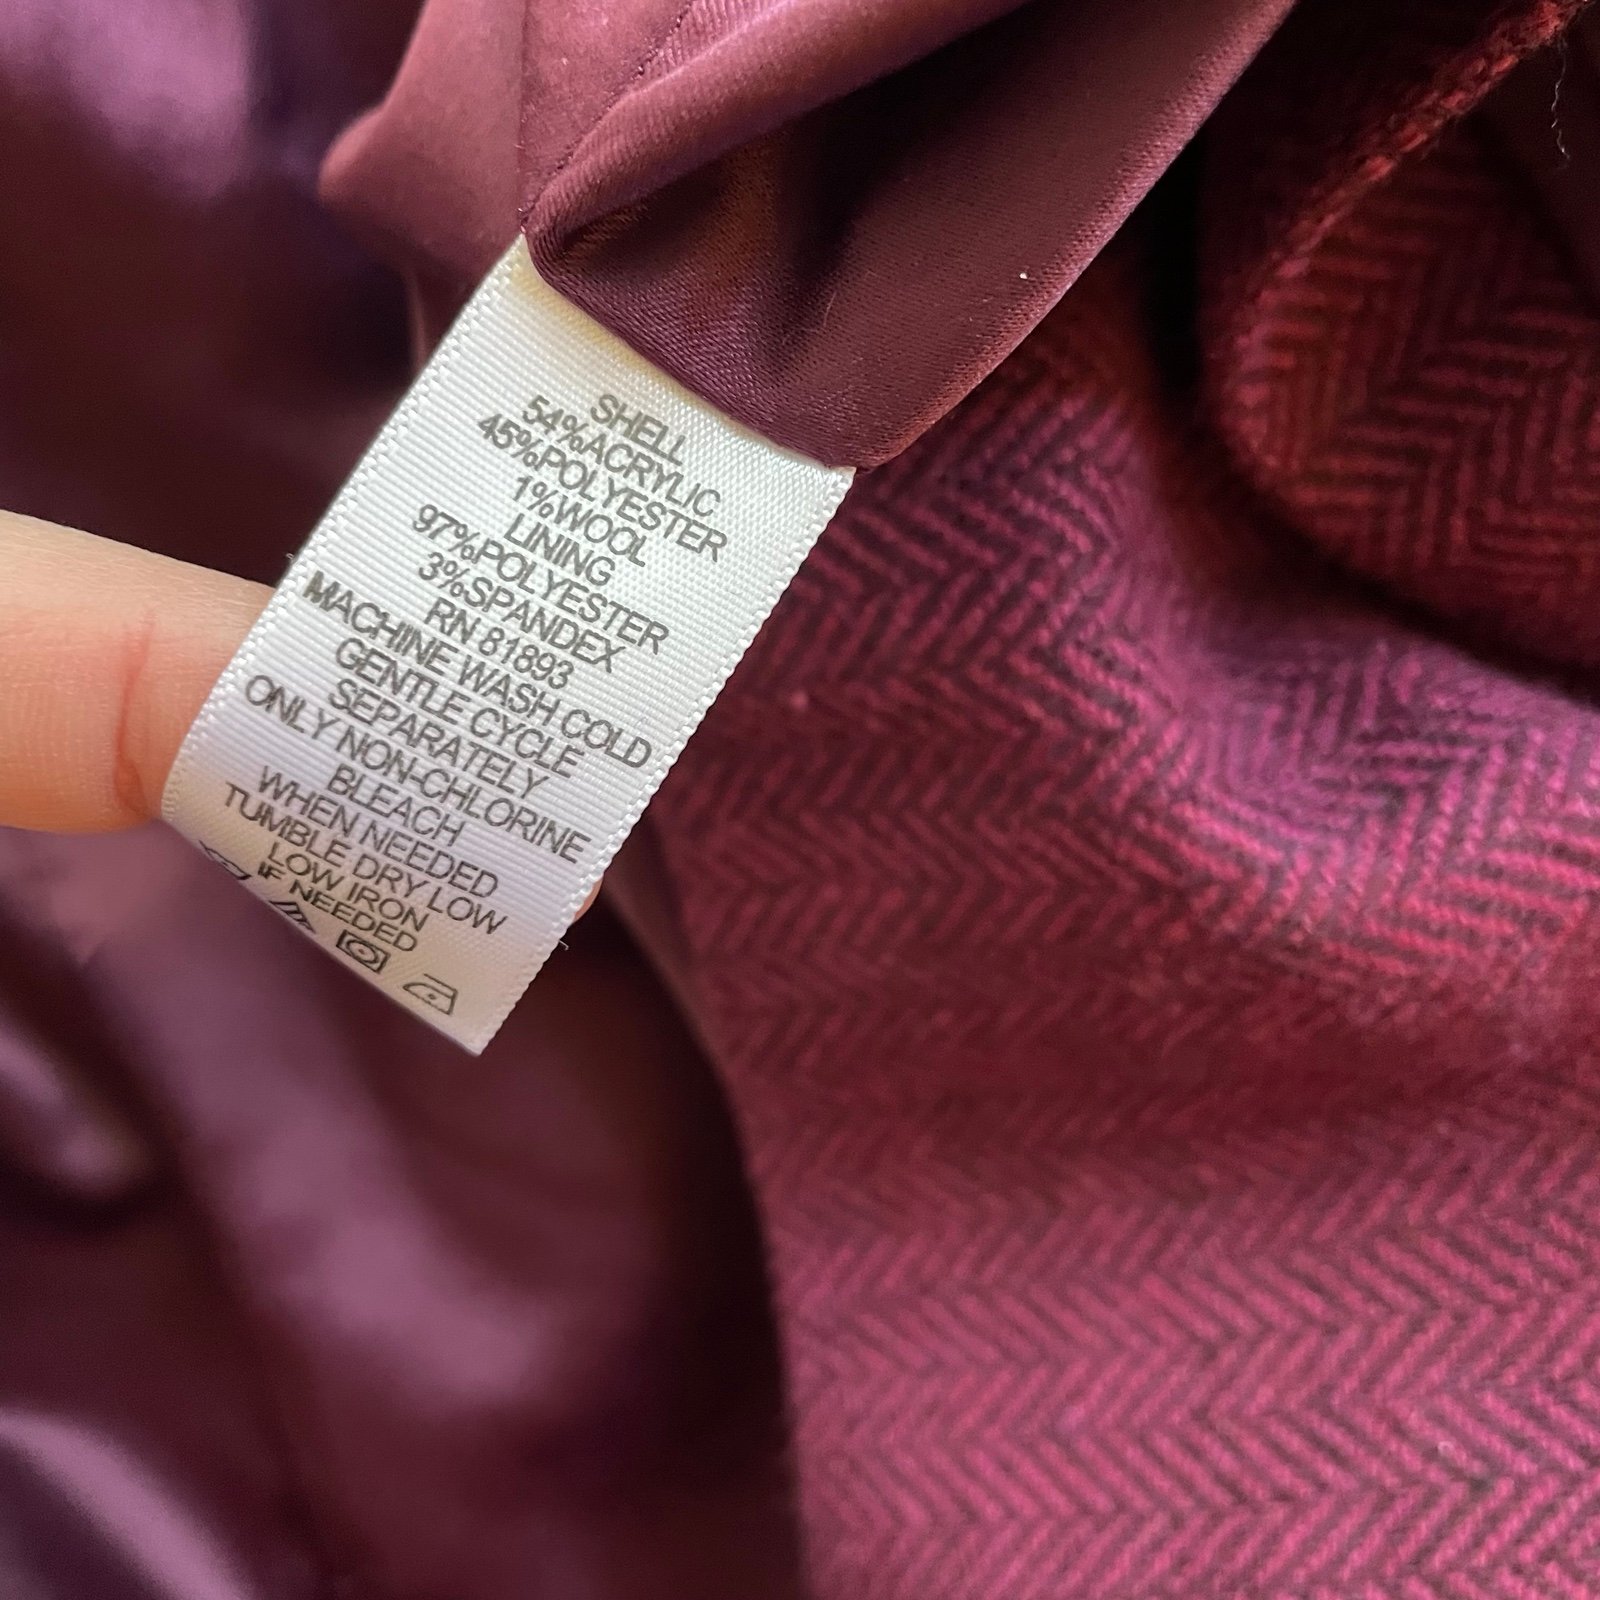 SHELL
54%ACRYLIC
45%POLYESTER
1%WOOL
LINING
97%POLYESTER
3%SPANDEX
RN 81893
MACHINE WASH COLD
GENTLE CYCLE
SEPARATELY
ONLY NON-CHLORINE
BLEACH
WHEN NEEDED
TUMBLE DRY LOW
LOW IRON
IF NEEDED